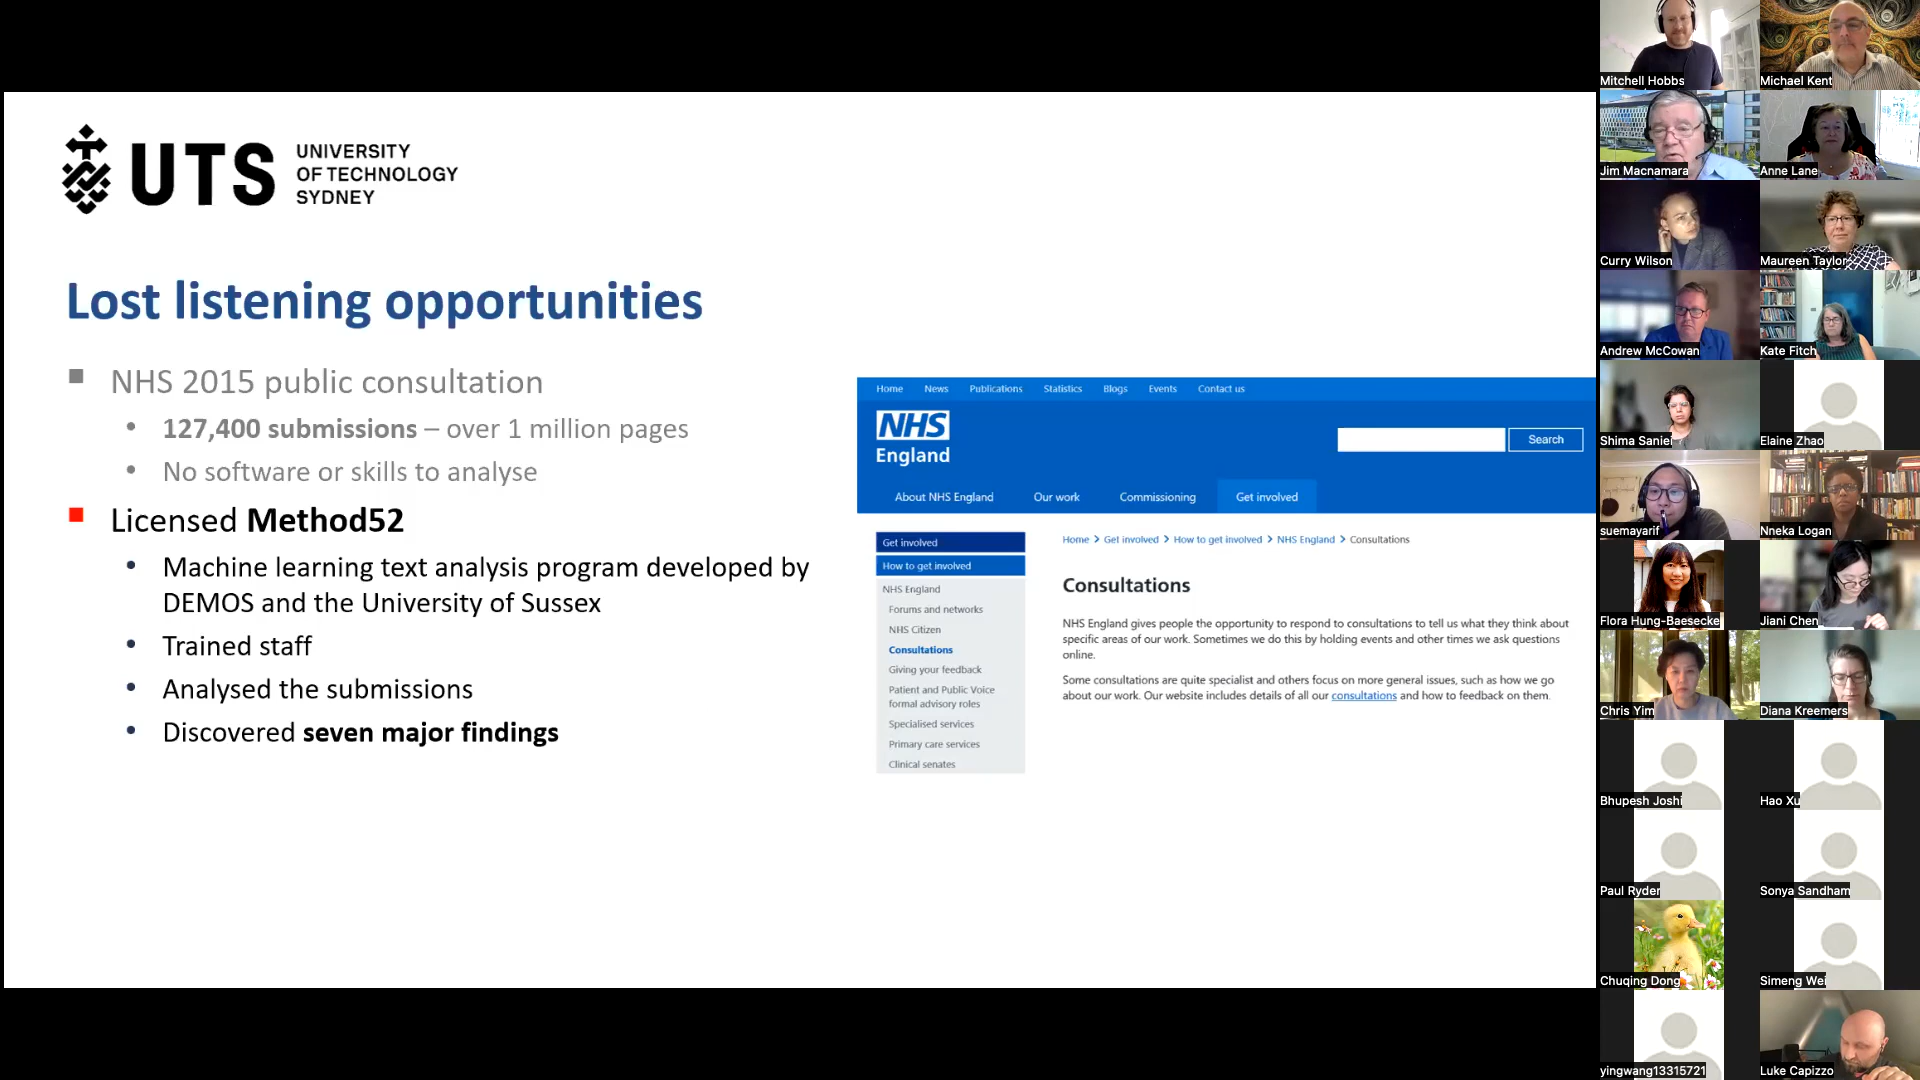 UTS
UNIVERSITY
OF TECHNOLOGY
SYDNEY
Lost listening opportunities
NHS 2015 public consultation
127,400 submissions – over 1 million pages
No software or skills to analyse
Licensed Method52
Machine learning text analysis program developed by
DEMOS and the University of Sussex
Trained staff
Analysed the submissions
Discovered seven major findings
Home News Publications Statistics Blogs Events Contact us
NHS
England
Search
About NHS England Our work Commissioning Get involved
Get involved
How to get involved
NHS England
Forums and networks
NHS Citizen
Consultations
Giving your feedback
Patient and Public Voice
formal advisory roles
Specialised services
Primary care services
Clinical senates
Home > Get involved > How to get involved > NHS England > Consultations
Consultations
NHS England gives people the opportunity to respond to consultations to tell us what they think about
specific areas of our work. Sometimes we do this by holding events and other times we ask questions
online.
Some consultations are quite specialist and others focus on more general issues, such as how we go
about our work. Our website includes details of all our consultations and how to feedback on them.
Mitchell Hobbs
Michael Kent
Jim Macnamara
Anne Lane
Curry Wilson
Maureen Taylor
Andrew McCowan
Kate Fitch
Shima Saniei
Elaine Zhao
suemayarif
Nneka Logan
Flora Hung-Baesecke
Jiani Chen
Chris Yim
Diana Kreemers
Bhupesh Joshi
Hao Xu
Paul Ryder
Sonya Sandham
Chuqing Dong
Simeng Wei
yingwang13315721
Luke Capizzo